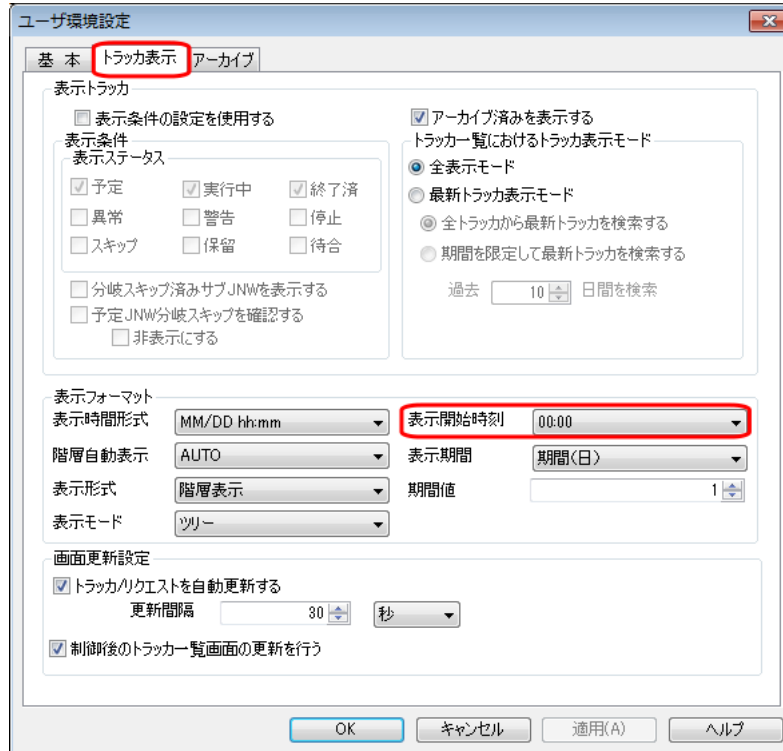 ユーザ環境設定
基 本 トラッカ表示 アーカイブ
表示トラッカ
表示条件の設定を使用する
表示条件
表示ステータス
予定 実行中 終了済
異常 警告 停止
スキップ 保留 待合
分岐スキップ済みサブJNWを表示する
予定JNW分岐スキップを確認する
非表示にする
アーカイブ済みを表示する
トラッカ一覧におけるトラッカ表示モード
全表示モード
最新トラッカ表示モード
全トラッカから最新トラッカを検索する
期間を限定して最新トラッカを検索する
過去 10 日間を検索
表示フォーマット
表示時間形式 MM/DD hh:mm 表示開始時刻 00:00
階層自動表示 AUTO 表示期間 期間(日)
表示形式 階層表示 期間値 1
表示モード ツリー
画面更新設定
トラッカ/リクエストを自動更新する
更新間隔 30 秒
制御後のトラッカ一覧画面の更新を行う
OK キャンセル 適用(A) ヘルプ